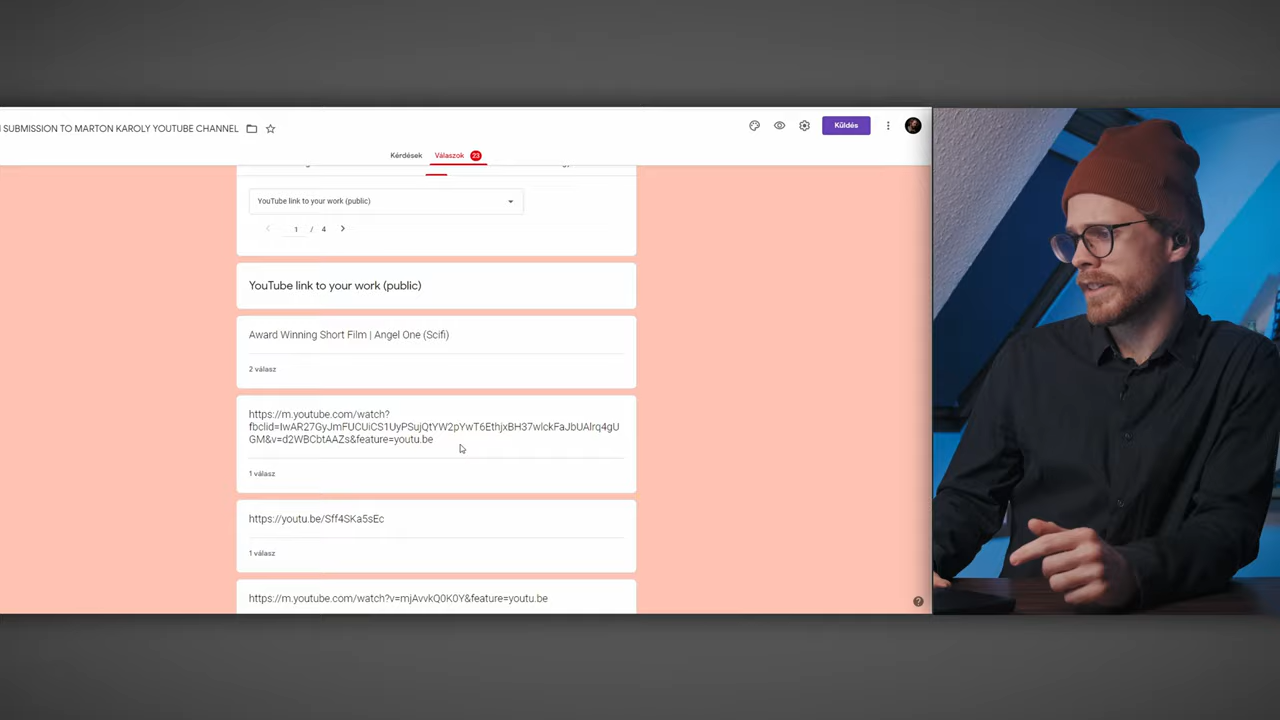 SUBMISSION TO MARTON KAROLY YOUTUBE CHANNEL
Küldés
Kérdések
Válaszok 23
YouTube link to your work (public)
1 / 4
YouTube link to your work (public)
Award Winning Short Film | Angel One (Scifi)
2 válasz
https://m.youtube.com/watch?
fbclid=IwAR27GyJmFUCUiCS1UyPSujQtYW2pYwT6EthjxBH37wIckFaJbUAIrq4gU
GM&v=d2WBCbtAAZs&feature=youtu.be
1 válasz
https://youtu.be/Sff4SKa5sEc
1 válasz
https://m.youtube.com/watch?v=mjAvvkQ0K0Y&feature=youtu.be